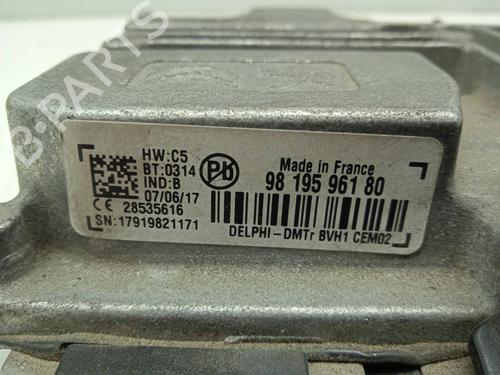 HW:C5
BT:0314
IND:B
07/06/17
CE 28535616
SN:17919821171
Pb
Made in France
98 195 961 80
DELPHI-DMTr BVH1 CEM02
B-PARTS